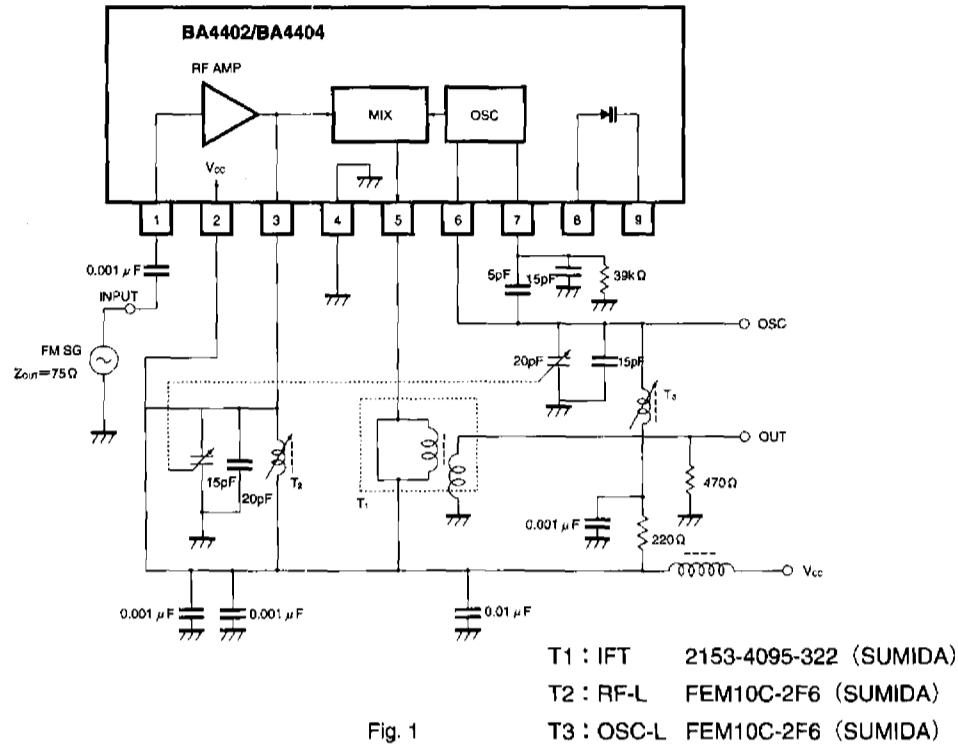 BA4402/BA4404
RF AMP
MIX
OSC
Vcc
1 2 3 4 5 6 7 8 9
0.001 μF
INPUT
FM SG
ZOUT=75Ω
5pF
15pF
39kΩ
OSC
20pF
15pF
T3
OUT
15pF
20pF
T2
T1
470Ω
0.001 μF
220Ω
Vcc
0.001 μF
0.001 μF
0.01 μF
T1 : IFT 2153-4095-322 (SUMIDA)
T2 : RF-L FEM10C-2F6 (SUMIDA)
Fig. 1
T3 : OSC-L FEM10C-2F6 (SUMIDA)